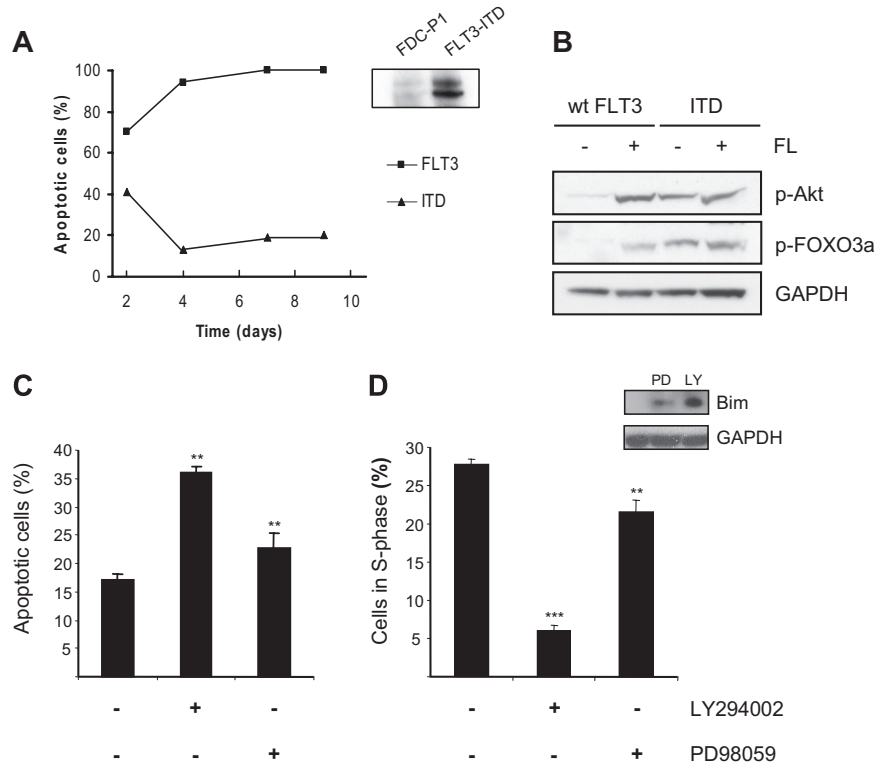 A
FDC-P1
FLT3-ITD
Apoptotic cells (%)
100
80
60
40
20
0
2
4
6
8
10
Time (days)
FLT3
ITD
B
wt FLT3
ITD
-
+
-
+
FL
p-Akt
p-FOXO3a
GAPDH
C
Apoptotic cells (%)
40
35
30
25
20
15
10
5
**
**
D
PD
LY
Bim
GAPDH
Cells in S-phase (%)
30
25
20
15
10
5
***
**
- + - - + - LY294002
- - + - - + PD98059